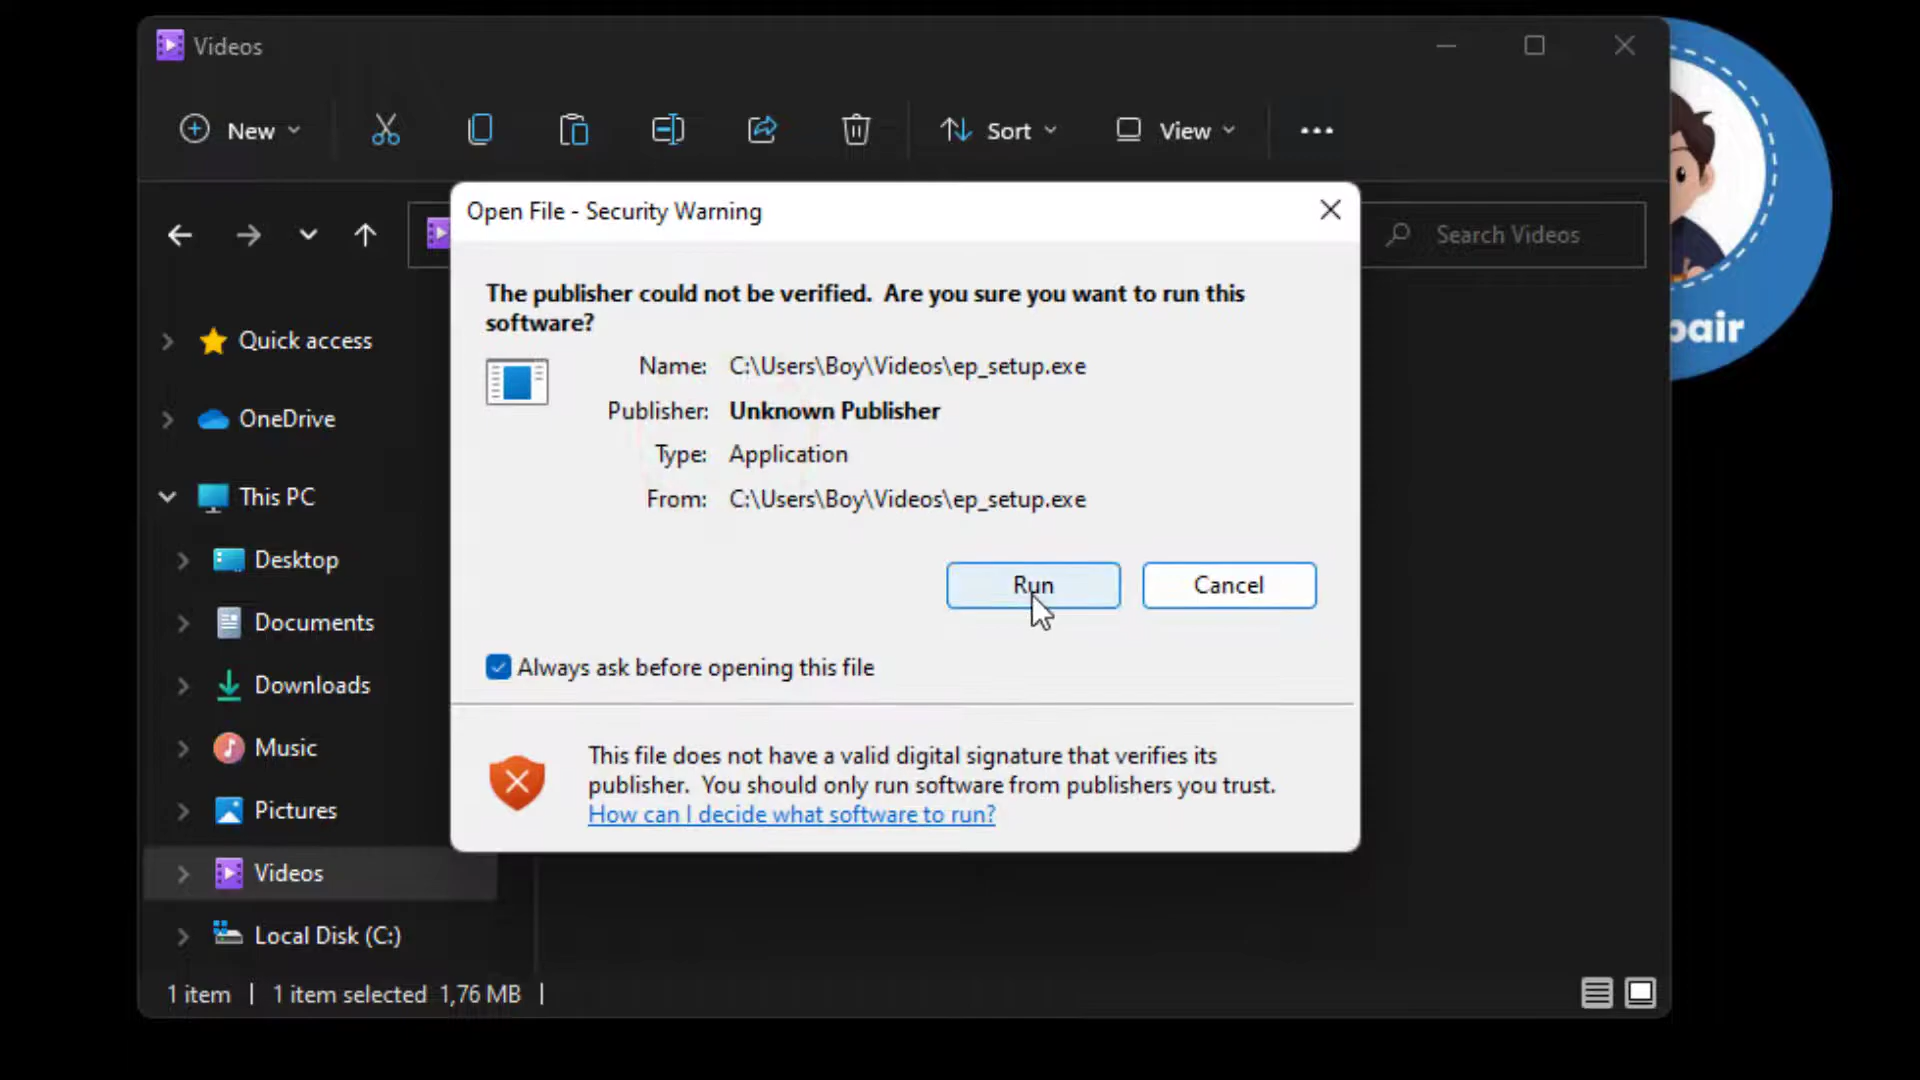 Videos
New
Sort
View
Search Videos
Open File - Security Warning
The publisher could not be verified. Are you sure you want to run this
software?
Name: C:\Users\Boy\Videos\ep_setup.exe
Publisher: Unknown Publisher
Type: Application
From: C:\Users\Boy\Videos\ep_setup.exe
Run
Cancel
Always ask before opening this file
This file does not have a valid digital signature that verifies its
publisher. You should only run software from publishers you trust.
How can I decide what software to run?
Quick access
OneDrive
This PC
Desktop
Documents
Downloads
Music
Pictures
Videos
Local Disk (C:)
1 item
1 item selected 1,76 MB
pair